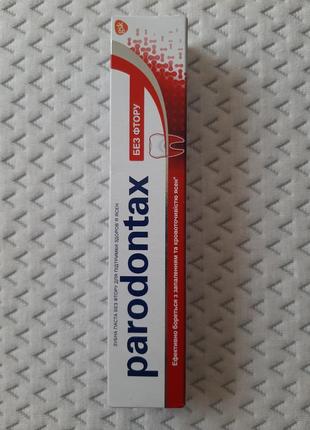 gsk
БЕЗ ФТОРУ
parodontax
ЗУБНА ПАСТА БЕЗ ФТОРУ ДЛЯ ПІДТРИМКИ ЗДОРОВ'Я ЯСЕН
Ефективно бореться з запаленням та кровоточивістю ясен*